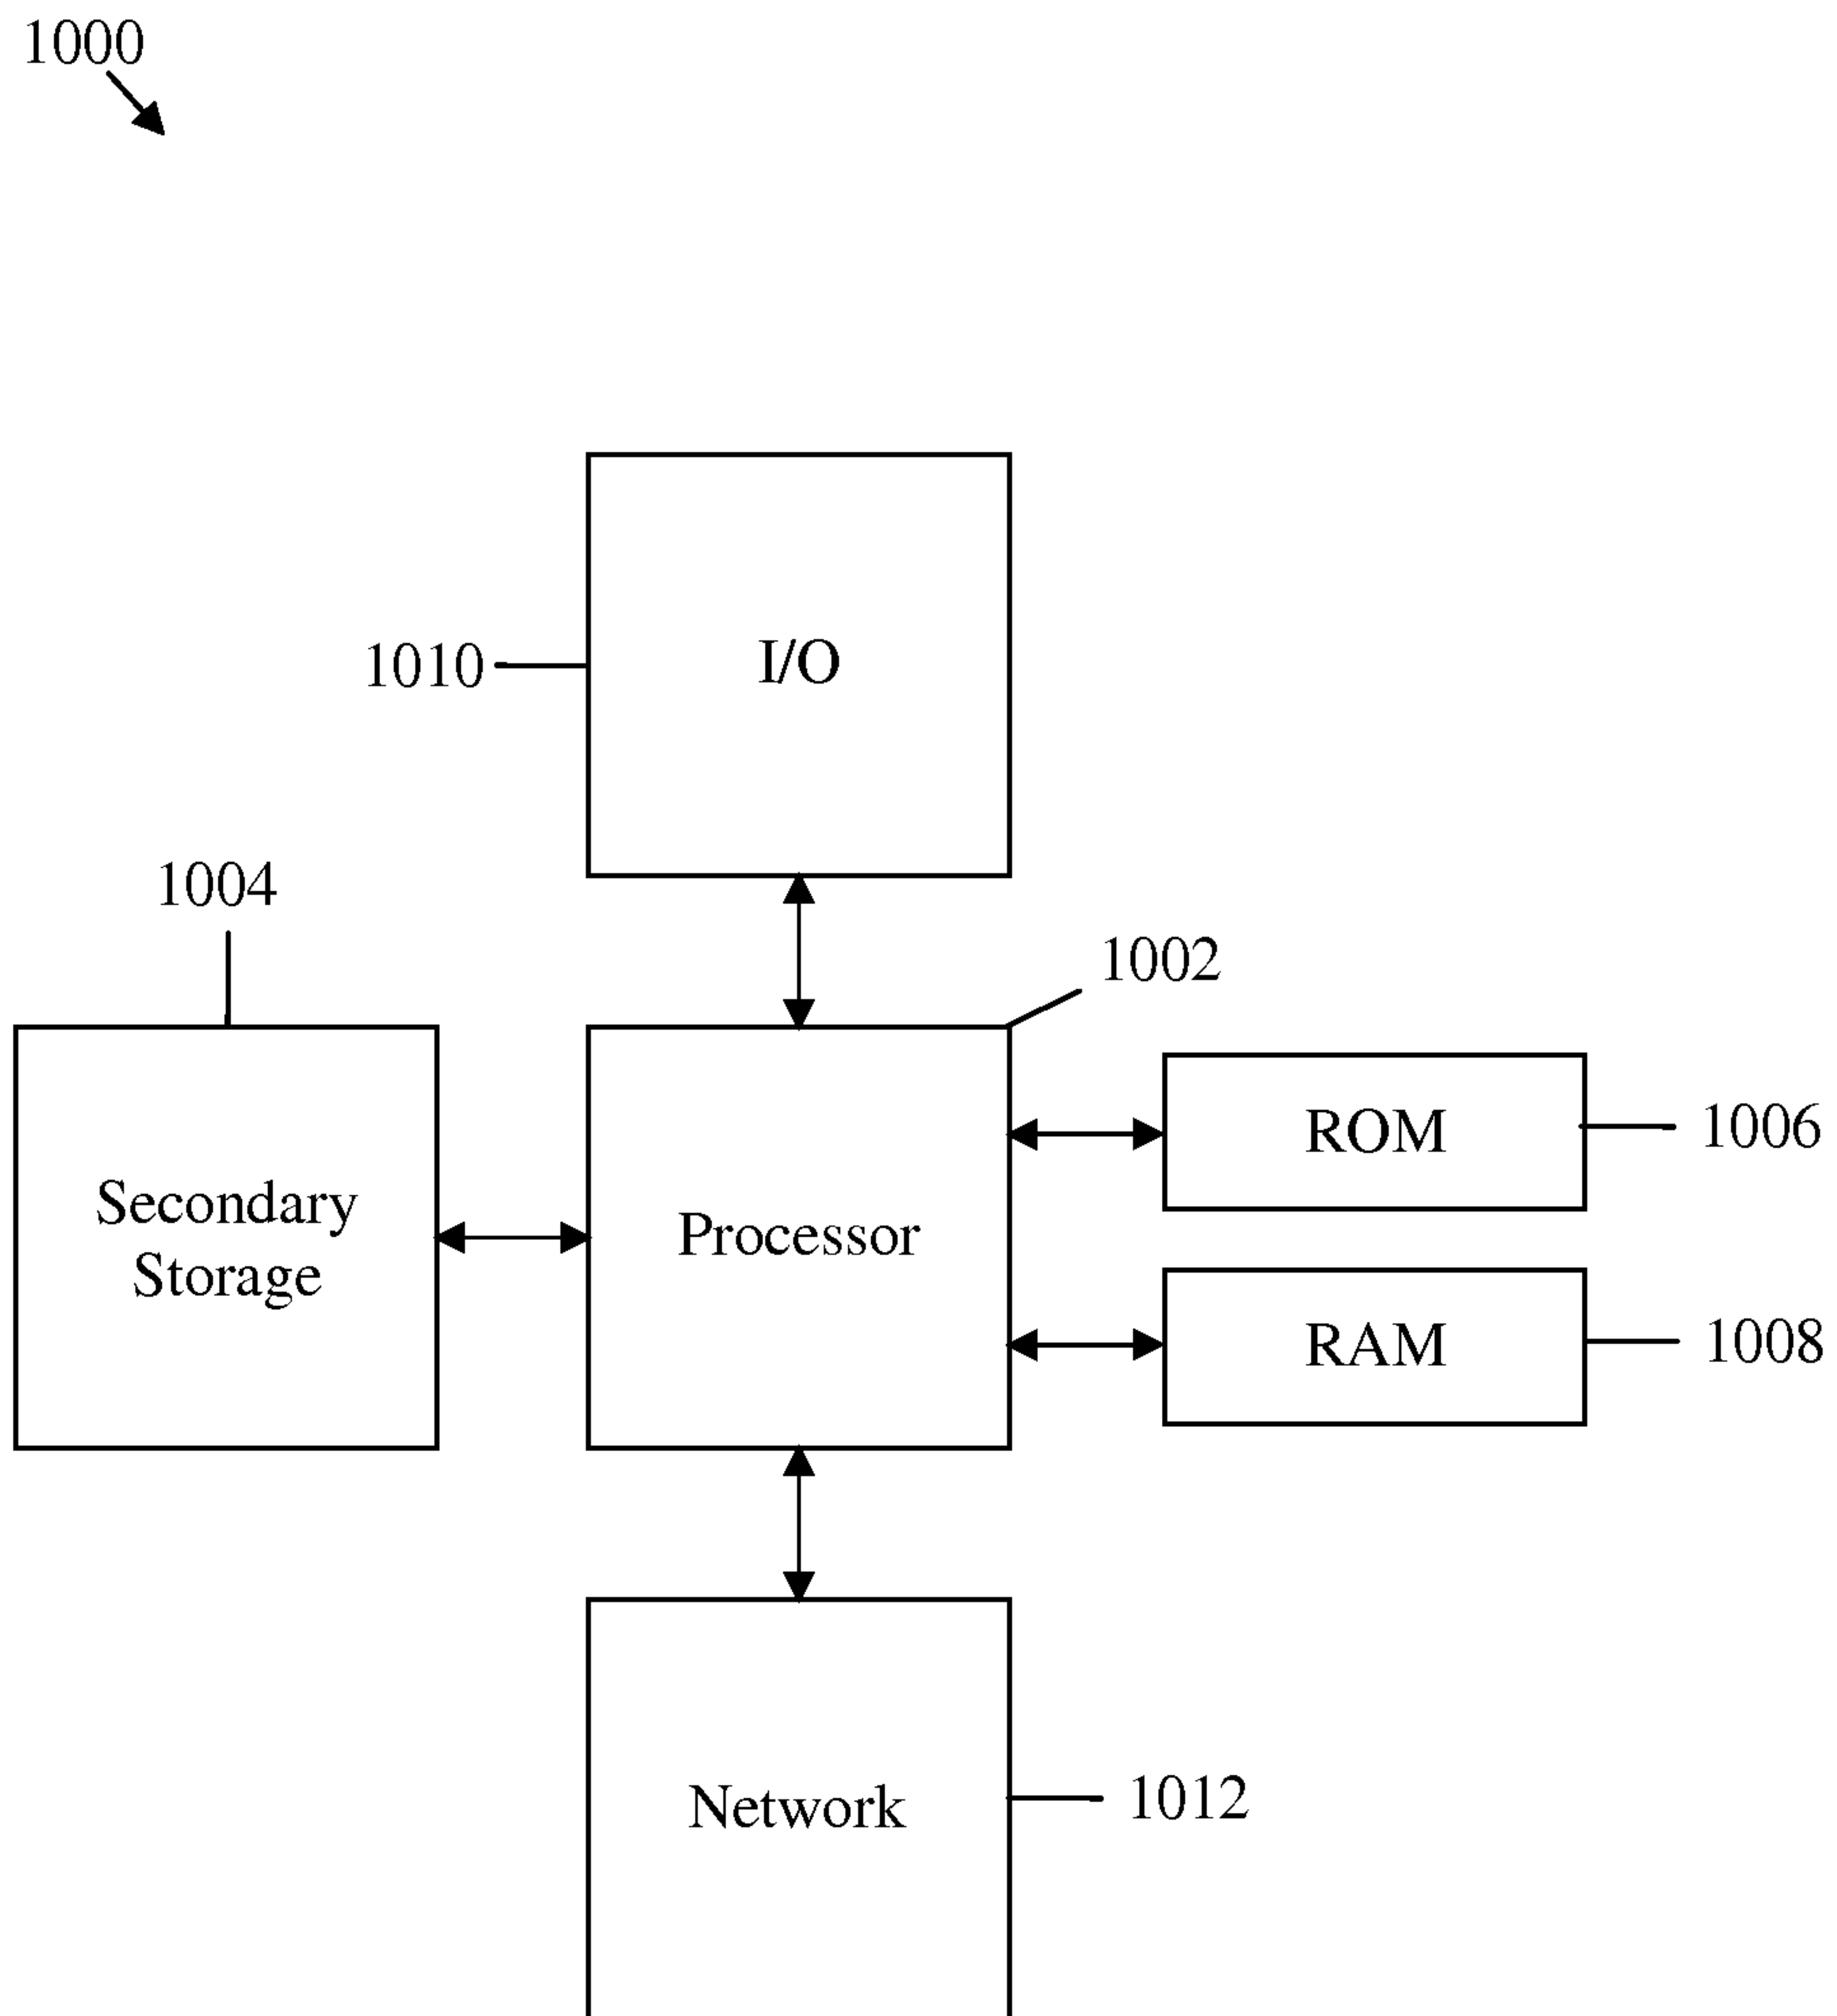 1000
I/O
1010
1004
1002
ROM
1006
Secondary
Storage
Processor
RAM
1008
Network
1012